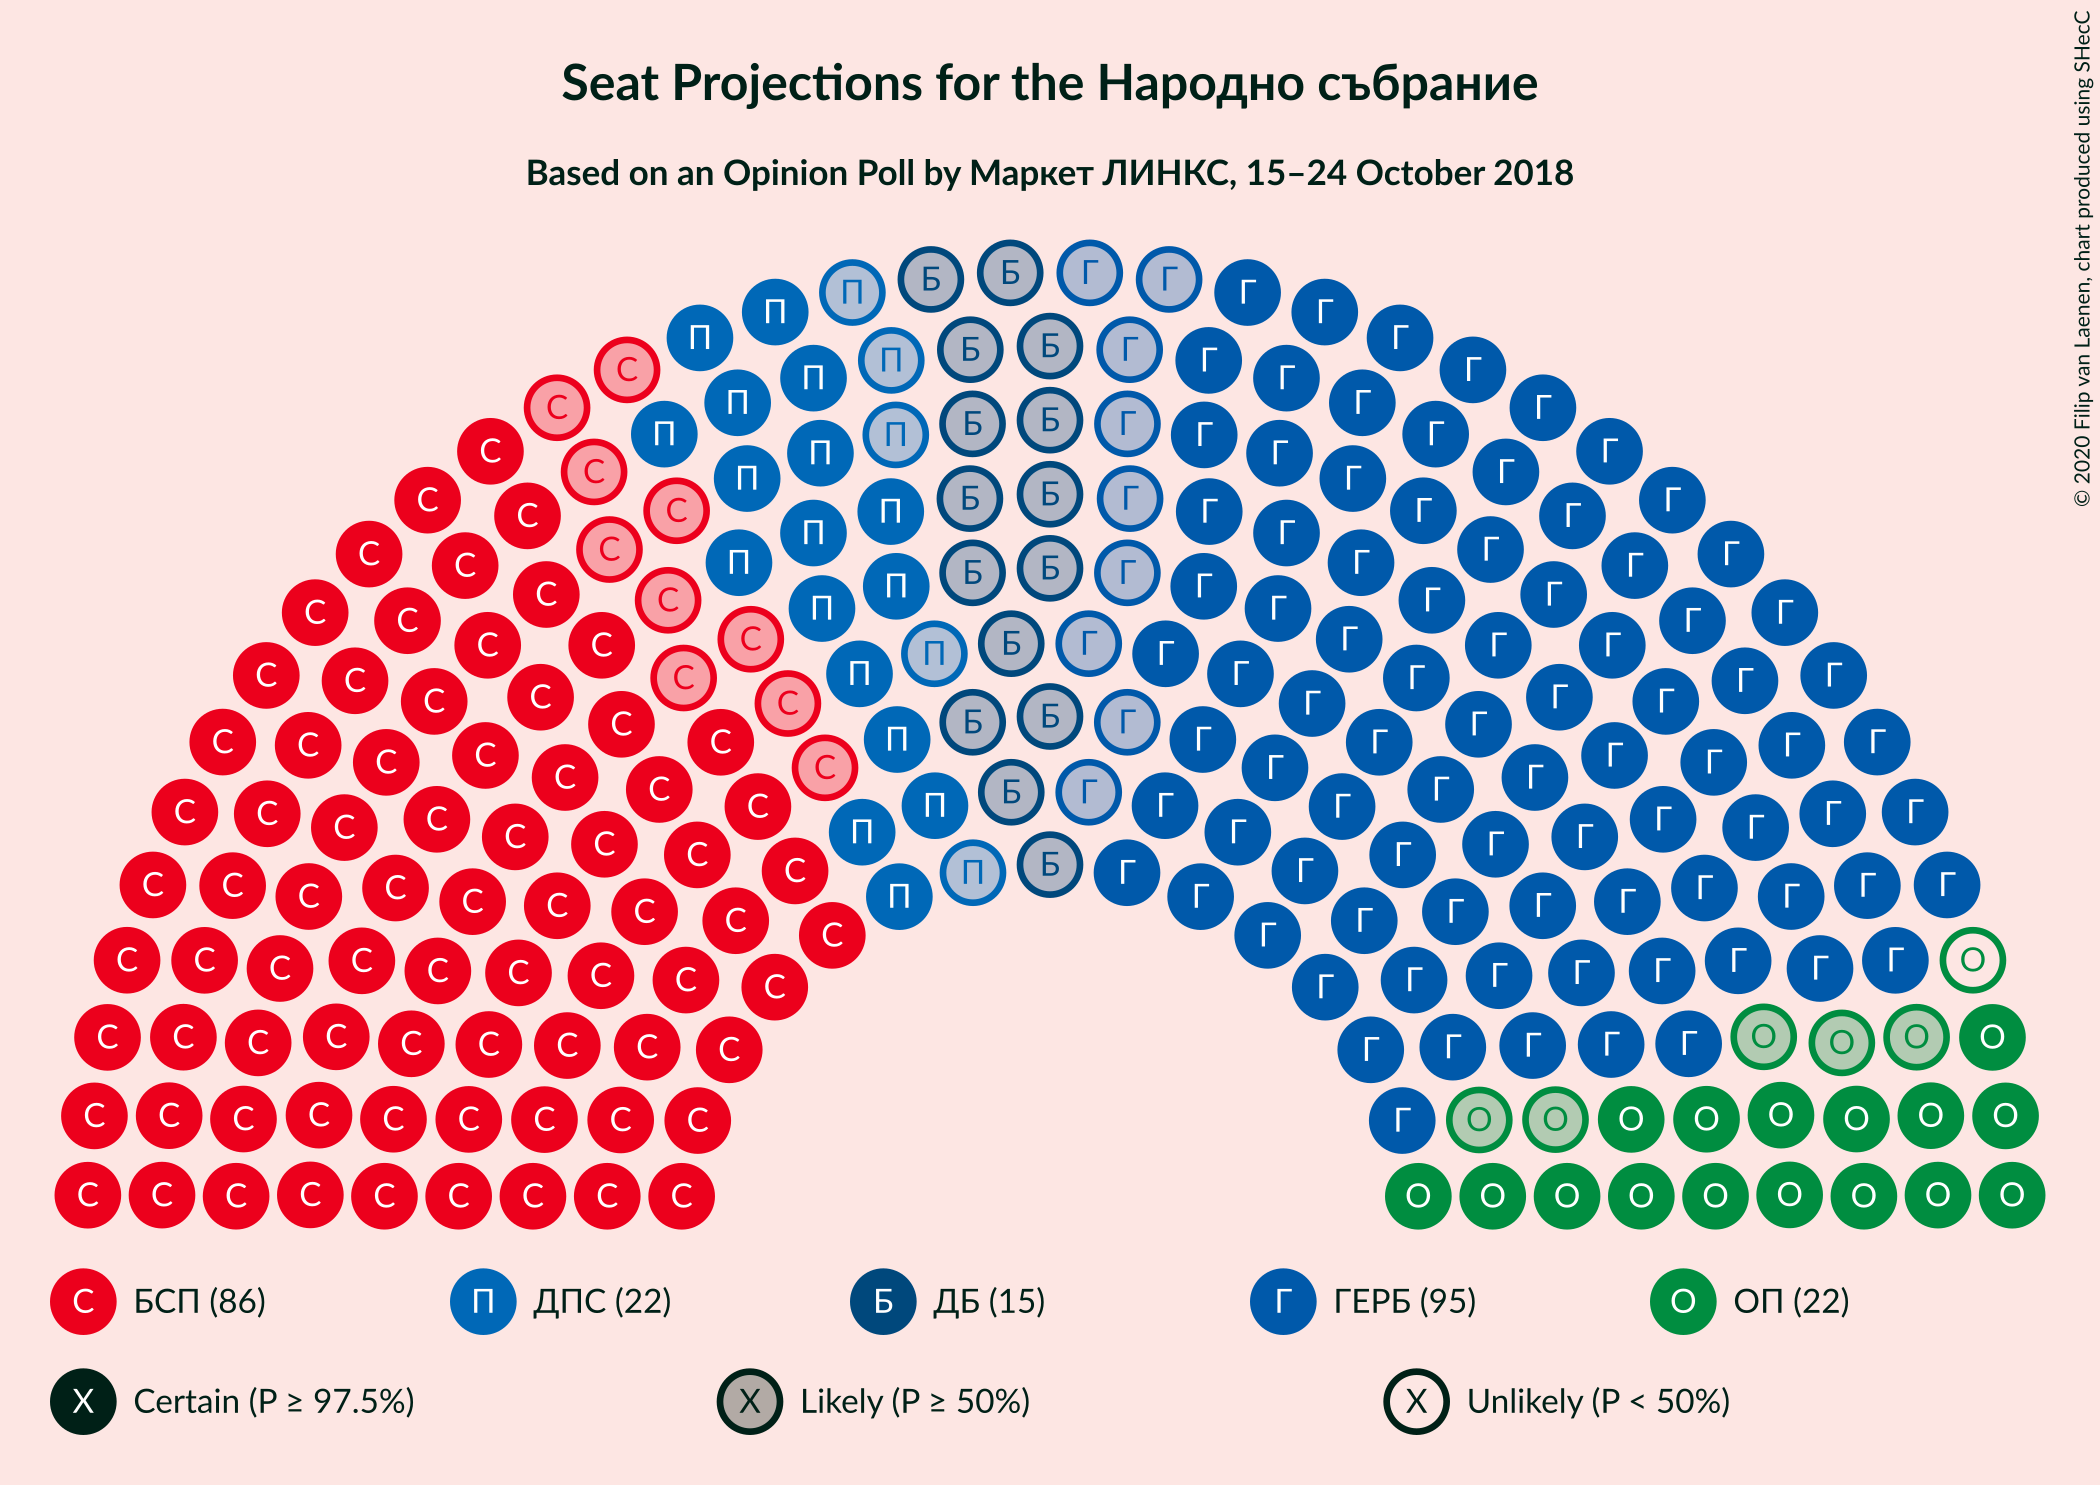 Seat Projections for the Народно събрание
Based on an Opinion Poll by Маркет ЛИНКС, 15–24 October 2018
© 2020 Filip van Laenen, chart produced using SHecC
С БСП (86) П ДПС (22) Б ДБ (15) Г ГЕРБ (95) О ОП (22)
X Certain (P ≥ 97.5%) X Likely (P ≥ 50%) X Unlikely (P < 50%)